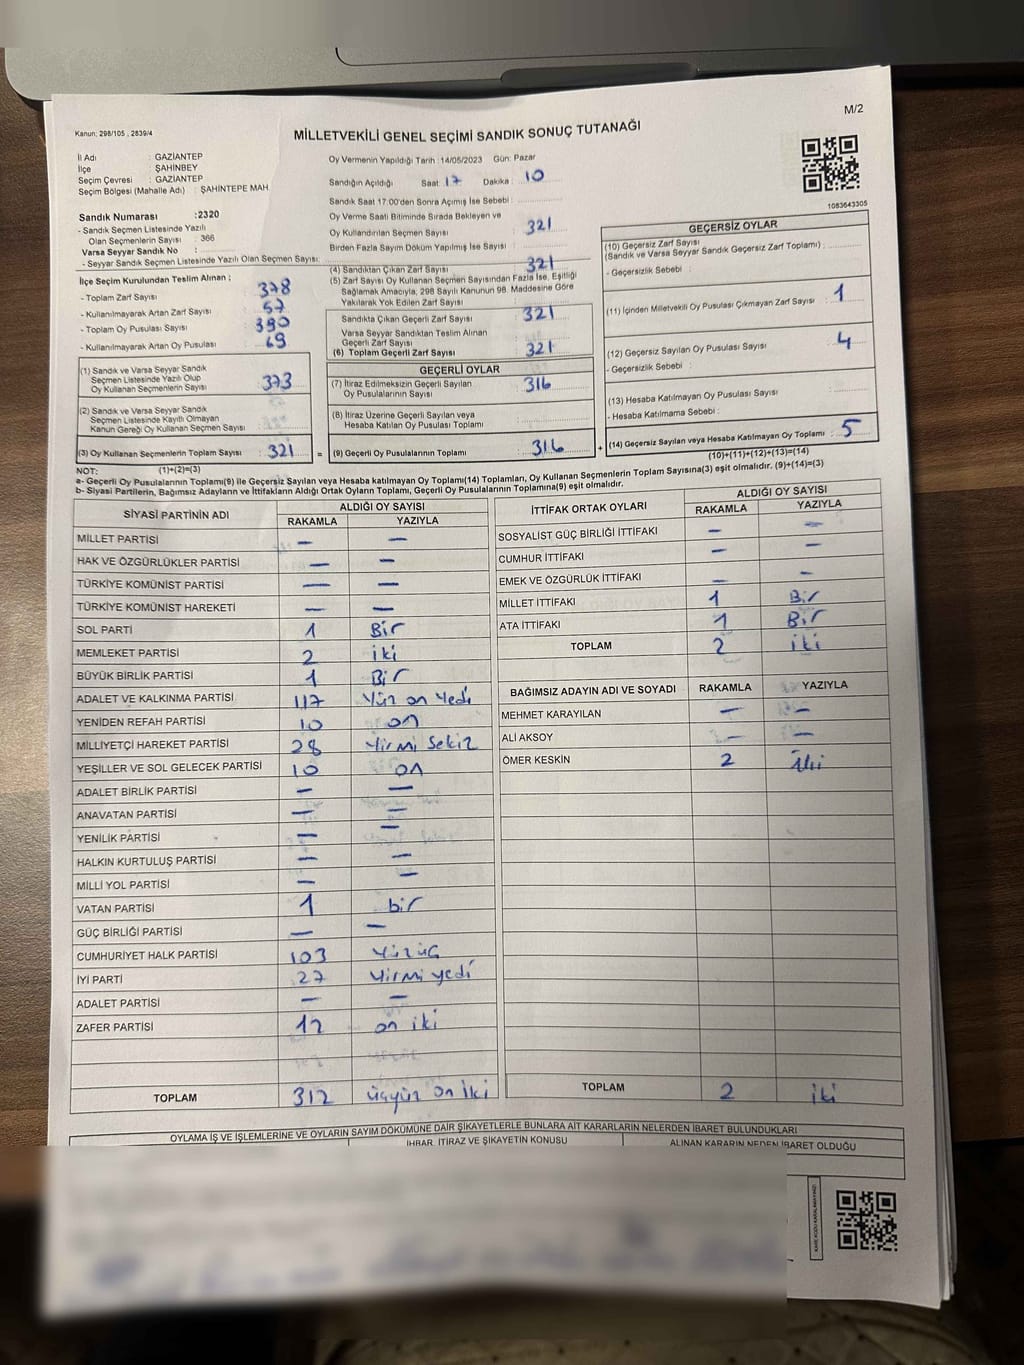 M/2
Kanun: 298/105 , 2839/4
MİLLETVEKİLİ GENEL SEÇİMİ SANDIK SONUÇ TUTANAĞI
İl Adı : GAZİANTEP
İlçe : ŞAHİNBEY
Seçim Çevresi : GAZİANTEP
Seçim Bölgesi (Mahalle Adı) : ŞAHİNTEPE MAH
Sandık Numarası :2320
- Sandık Seçmen Listesinde Yazılı
Olan Seçmenlerin Sayısı : 366
Varsa Seyyar Sandık No :
- Seyyar Sandık Seçmen Listesinde Yazılı Olan Seçmen Sayısı:
Oy Vermenin Yapıldığı Tarih :14/05/2023 Gün: Pazar
Sandığın Açıldığı Saat: 17 Dakika : 10
Sandık Saat 17:00'den Sonra Açımış İse Sebebi :
Oy Verme Saati Bitiminde Sırada Bekleyen ve
Oy Kullandırılan Seçmen Sayısı : 321
Birden Fazla Sayım Döküm Yapılmış İse Sayısı :
1083643305
İlçe Seçim Kurulundan Teslim Alınan ;
- Toplam Zarf Sayısı : 378
- Kullanılmayarak Artan Zarf Sayısı : 57
- Toplam Oy Pusulası Sayısı : 390
- Kullanılmayarak Artan Oy Pusulası : 69
(1) Sandık ve Varsa Seyyar Sandık
Seçmen Listesinde Yazılı Olup
Oy Kullanan Seçmenlerin Sayısı : 373
(2) Sandık ve Varsa Seyyar Sandık
Seçmen Listesinde Kayıtlı Olmayan
Kanun Gereği Oy Kullanan Seçmen Sayısı :
(3) Oy Kullanan Seçmenlerin Toplam Sayısı : 321 =
(4) Sandıktan Çıkan Zarf Sayısı : 321
(5) Zarf Sayısı Oy Kullanan Seçmen Sayısından Fazla İse, Eşitliği
Sağlamak Amacıyla, 298 Sayılı Kanunun 98. Maddesine Göre
Yakılarak Yok Edilen Zarf Sayısı :
Sandıkta Çıkan Geçerli Zarf Sayısı : 321
Varsa Seyyar Sandıktan Teslim Alınan
Geçerli Zarf Sayısı :
(6) Toplam Geçerli Zarf Sayısı : 321
GEÇERLİ OYLAR
(7) İtiraz Edilmeksizin Geçerli Sayılan
Oy Pusulasının Sayısı : 316
(8) İtiraz Üzerine Geçerli Sayılan veya
Hesaba Katılan Oy Pusulası Toplamı :
(9) Geçerli Oy Pusulalarının Toplamı : 316 +
GEÇERSİZ OYLAR
(10) Geçersiz Zarf Sayısı
(Sandık ve Varsa Seyyar Sandık Geçersiz Zarf Toplamı) :
- Geçersizlik Sebebi :
(11) İçinden Milletvekili Oy Pusulası Çıkmayan Zarf Sayısı : 1
(12) Geçersiz Sayılan Oy Pusulası Sayısı : 4
- Geçersizlik Sebebi :
(13) Hesaba Katılmayan Oy Pusulası Sayısı :
- Hesaba Katılmama Sebebi :
(14) Geçersiz Sayılan veya Hesaba Katılmayan Oy Toplamı : 5
NOT: (1)+(2)=(3) (10)+(11)+(12)+(13)=(14)
a- Geçerli Oy Pusulalarının Toplamı(9) ile Geçersiz Sayılan veya Hesaba Katılmayan Oy Toplamı(14) Toplamları, Oy Kullanan Seçmenlerin Toplam Sayısına(3) eşit olmalıdır. (9)+(14)=(3)
b- Siyasi Partilerin, Bağımsız Adayların ve İttifakların Aldığı Ortak Oyların Toplamı, Geçerli Oy Pusulalarının Toplamına(9) eşit olmalıdır.
SİYASİ PARTİNİN ADI ALDIĞI OY SAYISI
RAKAMLA YAZIYLA
MİLLET PARTİSİ — —
HAK VE ÖZGÜRLÜKLER PARTİSİ — —
TÜRKİYE KOMÜNİST PARTİSİ — —
TÜRKİYE KOMÜNİST HAREKETİ — —
SOL PARTİ 1 Bir
MEMLEKET PARTİSİ 2 iki
BÜYÜK BİRLİK PARTİSİ 1 Bir
ADALET VE KALKINMA PARTİSİ 117 Yüz on Yedi
YENİDEN REFAH PARTİSİ 10 on
MİLLİYETÇİ HAREKET PARTİSİ 28 Yirmi Sekiz
YEŞİLLER VE SOL GELECEK PARTİSİ 10 on
ADALET BİRLİK PARTİSİ — —
ANAVATAN PARTİSİ — —
YENİLİK PARTİSİ — —
HALKIN KURTULUŞ PARTİSİ — —
MİLLİ YOL PARTİSİ — —
VATAN PARTİSİ 1 bir
GÜÇ BİRLİĞİ PARTİSİ — —
CUMHURİYET HALK PARTİSİ 103 Yüzüç
İYİ PARTİ 27 Yirmi yedi
ADALET PARTİSİ — —
ZAFER PARTİSİ 12 on iki
TOPLAM 312 üçyüz on iki
İTTİFAK ORTAK OYLARI ALDIĞI OY SAYISI
RAKAMLA YAZIYLA
SOSYALİST GÜÇ BİRLİĞİ İTTİFAKI — —
CUMHUR İTTİFAKI — —
EMEK VE ÖZGÜRLÜK İTTİFAKI — —
MİLLET İTTİFAKI 1 Bir
ATA İTTİFAKI 1 Bir
TOPLAM 2 iki
BAĞIMSIZ ADAYIN ADI VE SOYADI RAKAMLA YAZIYLA
MEHMET KARAYILAN — —
ALİ AKSOY — —
ÖMER KESKİN 2 iki
TOPLAM 2 iki
OYLAMA İŞ VE İŞLEMLERİNE VE OYLARIN SAYIM DÖKÜMÜNE DAİR ŞİKAYETLERLE BUNLARA AİT KARARLARIN NELERDEN İBARET BULUNDUKLARI
İHBAR, İTİRAZ VE ŞİKAYETİN KONUSU
ALINAN KARARIN NEDEN İBARET OLDUĞU